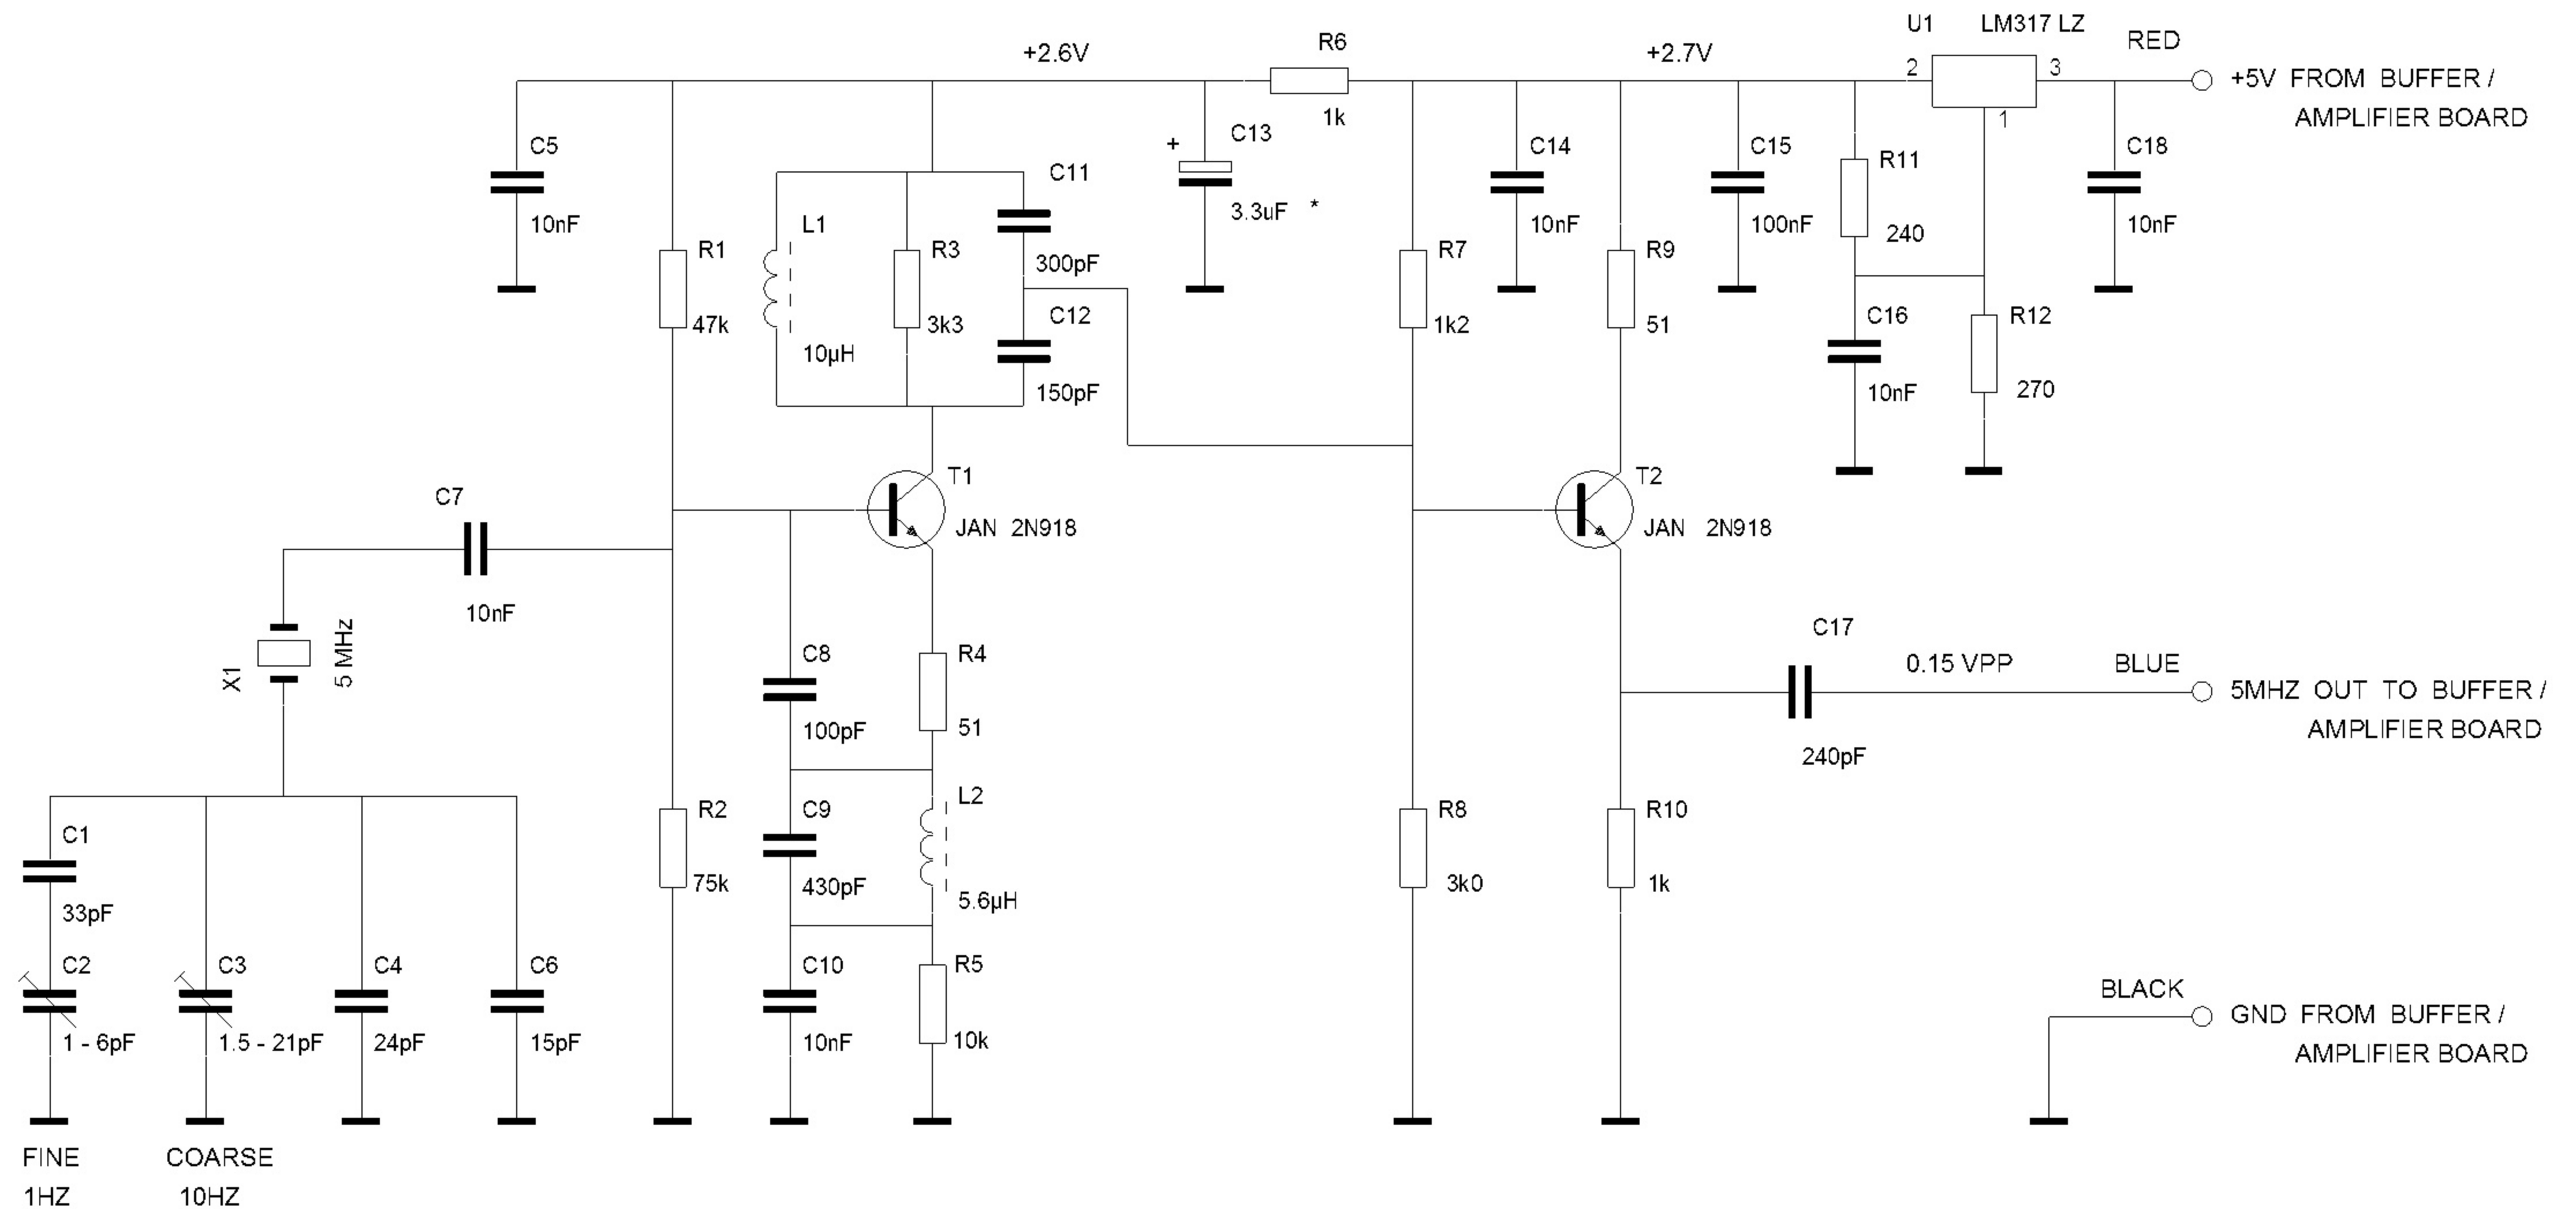 U1 LM317 LZ
RED
+2.6V
R6
+2.7V
2
3
+5V FROM BUFFER /
AMPLIFIER BOARD
1k
1
C5
10nF
C11
300pF
+
C13
3.3uF *
C14
10nF
C15
100nF
R11
240
C18
10nF
R1
47k
L1
10µH
R3
3k3
C12
150pF
R7
1k2
R9
51
C16
10nF
R12
270
C7
10nF
T1
JAN 2N918
T2
JAN 2N918
X1
5 MHz
C8
100pF
R4
51
C17
240pF
0.15 VPP
BLUE
5MHZ OUT TO BUFFER /
AMPLIFIER BOARD
C1
33pF
R2
75k
C9
430pF
L2
5.6µH
R8
3k0
R10
1k
C2
1 - 6pF
C3
1.5 - 21pF
C4
24pF
C6
15pF
C10
10nF
R5
10k
BLACK
GND FROM BUFFER /
AMPLIFIER BOARD
FINE
1HZ
COARSE
10HZ